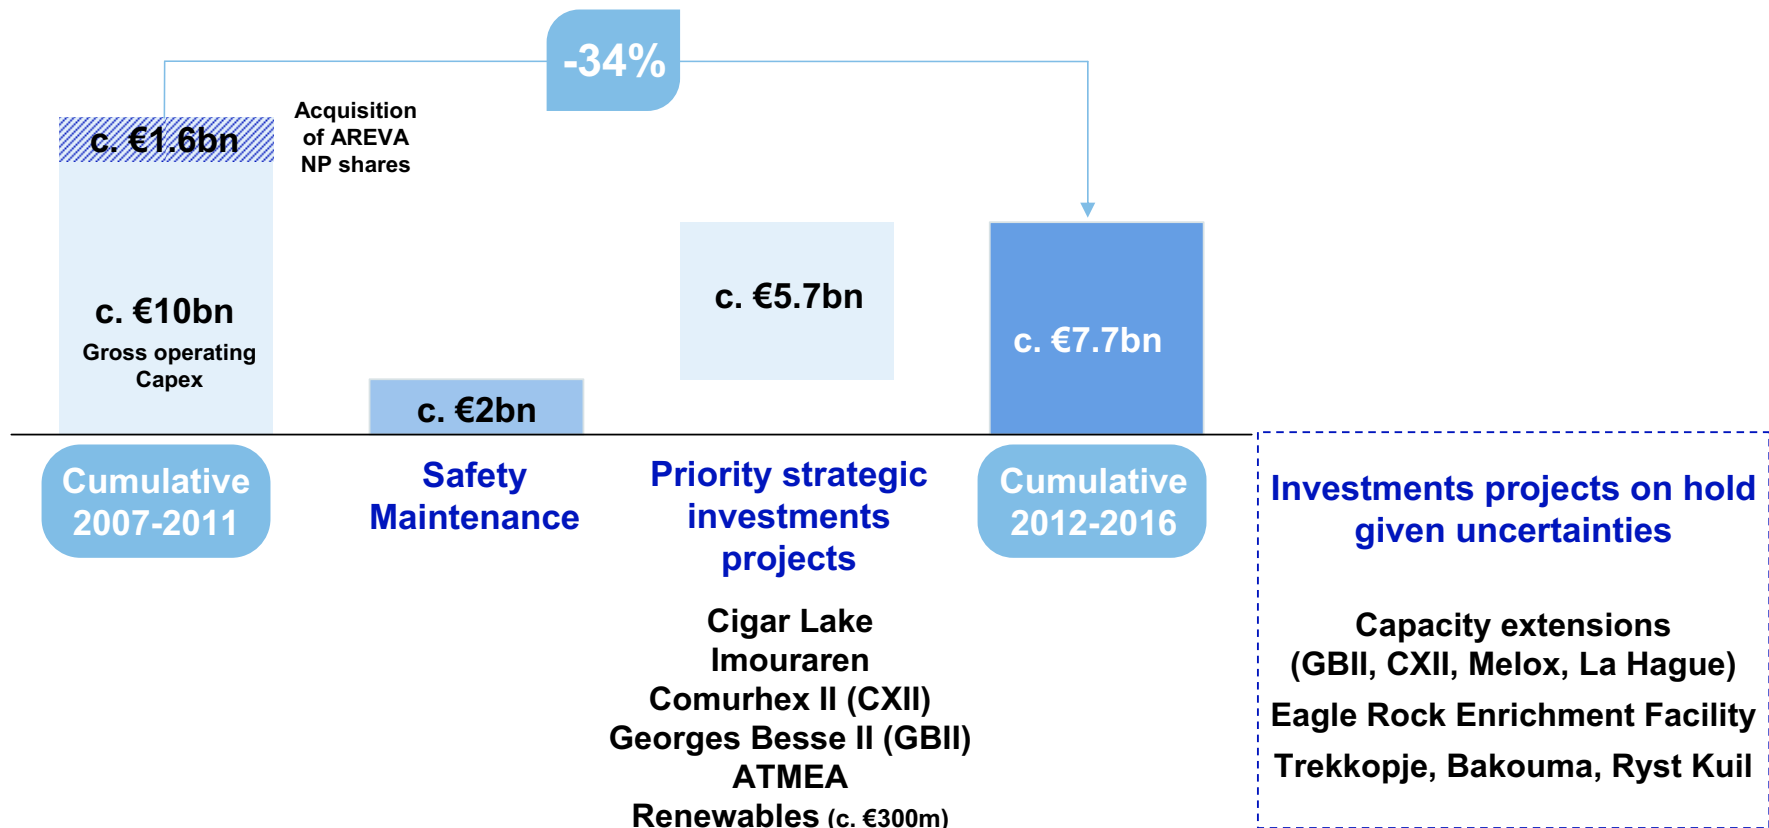 -34%
c. €1.6bn
Acquisition
of AREVA
NP shares
c. €10bn
Gross operating
Capex
c. €2bn
c. €5.7bn
c. €7.7bn
Cumulative
2007-2011
Safety
Maintenance
Priority strategic
investments
projects
Cumulative
2012-2016
Cigar Lake
Imouraren
Comurhex II (CXII)
Georges Besse II (GBII)
ATMEA
Renewables (c. €300m)
Investments projects on hold
given uncertainties
Capacity extensions
(GBII, CXII, Melox, La Hague)
Eagle Rock Enrichment Facility
Trekkopje, Bakouma, Ryst Kuil